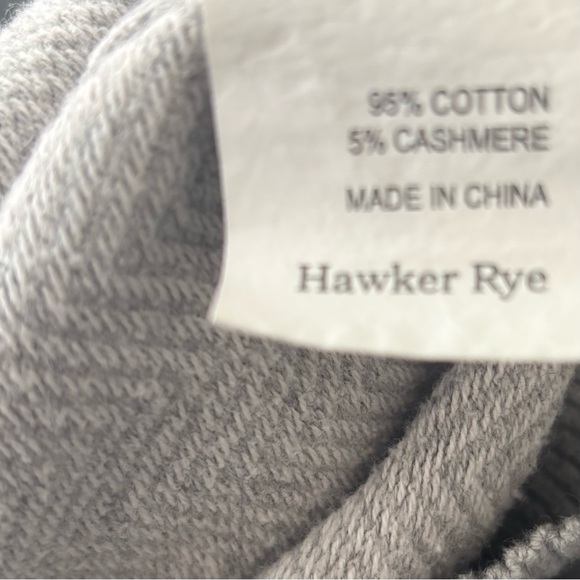 95% COTTON
5% CASHMERE
MADE IN CHINA
Hawker Rye